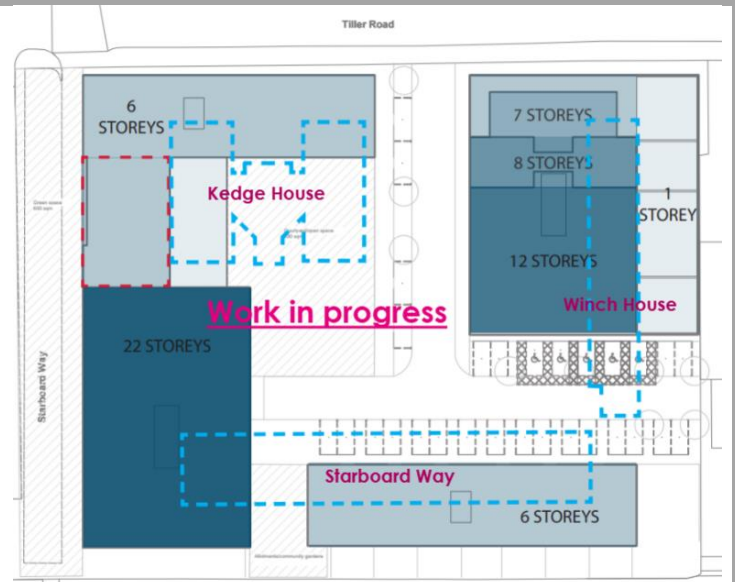 Tiller Road
6
STOREYS
7 STOREYS
8 STOREYS
Kedge House
1
STOREY
12 STOREYS
Winch House
Work in progress
22 STOREYS
Starboard Way
Starboard Way
6 STOREYS